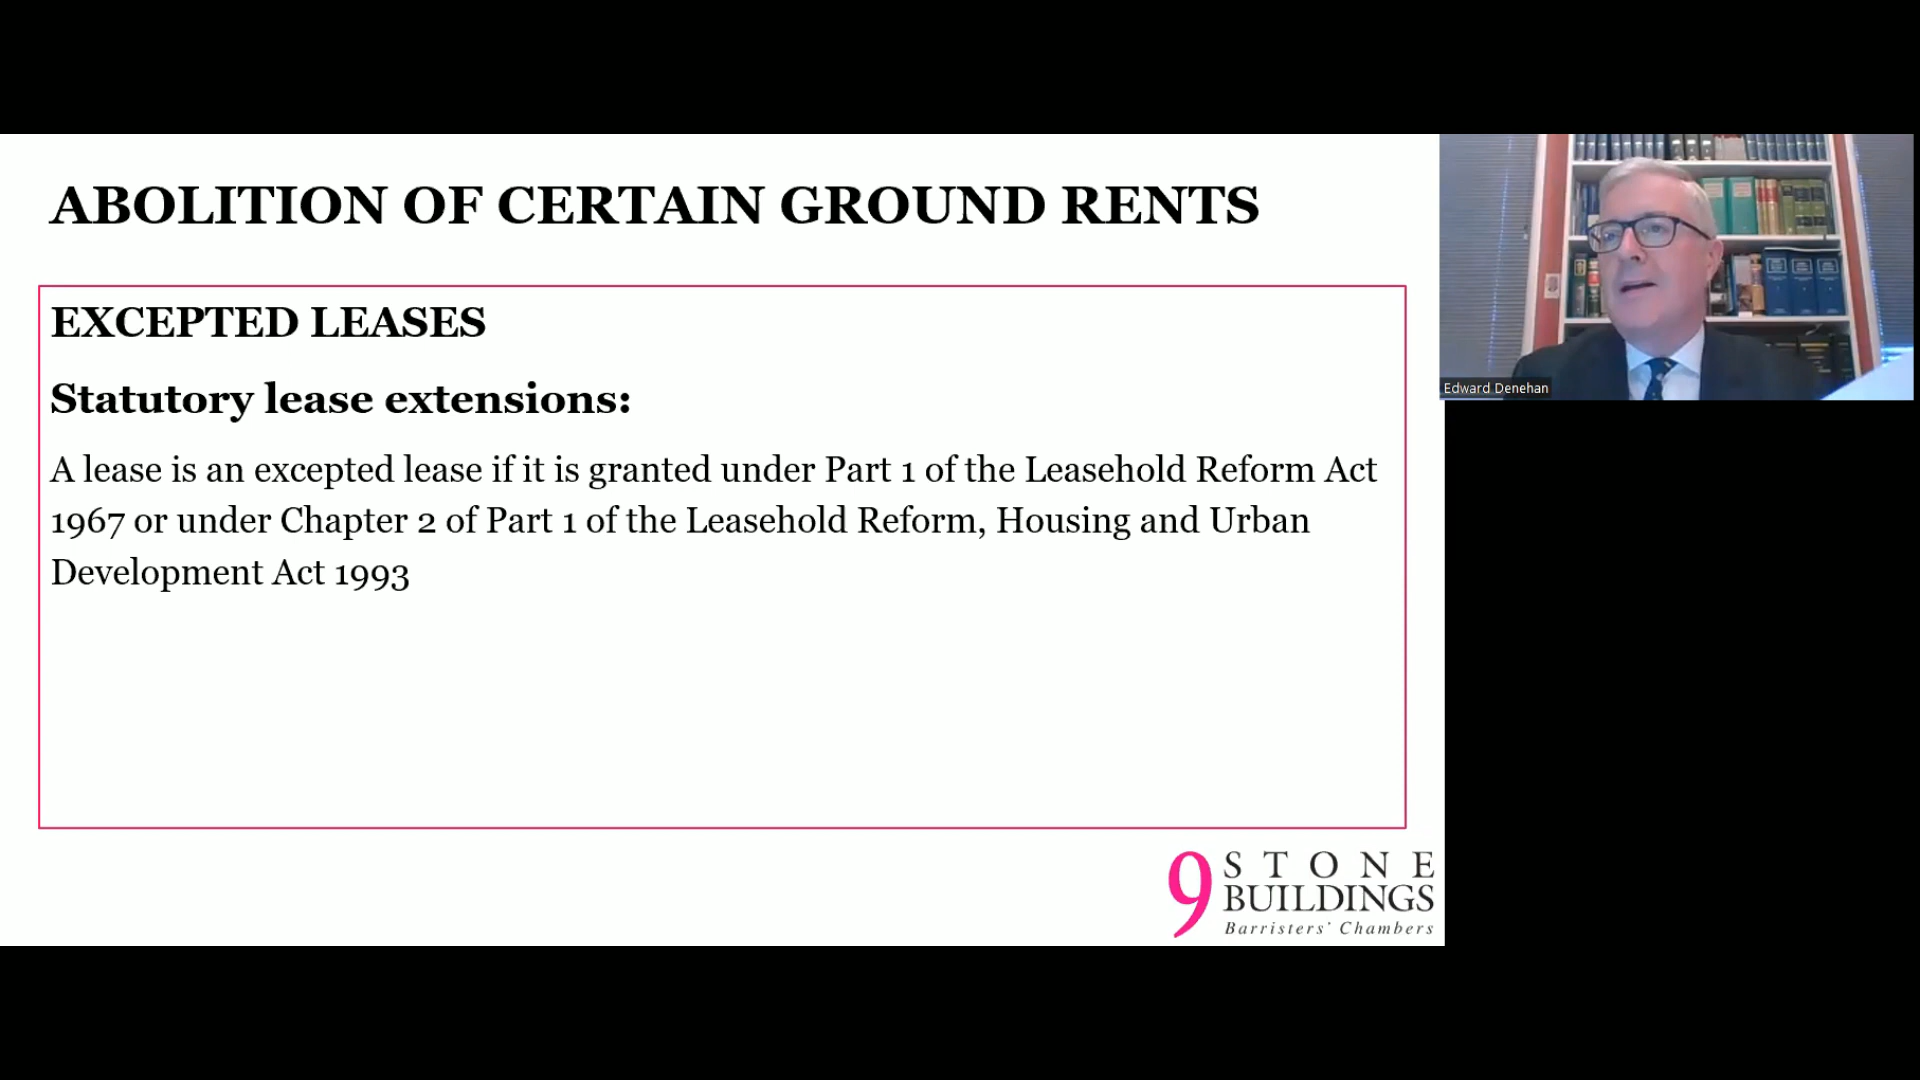 ABOLITION OF CERTAIN GROUND RENTS
EXCEPTED LEASES
Statutory lease extensions:
A lease is an excepted lease if it is granted under Part 1 of the Leasehold Reform Act
1967 or under Chapter 2 of Part 1 of the Leasehold Reform, Housing and Urban
Development Act 1993
Edward Denehan
9 STONE
BUILDINGS
Barristers' Chambers